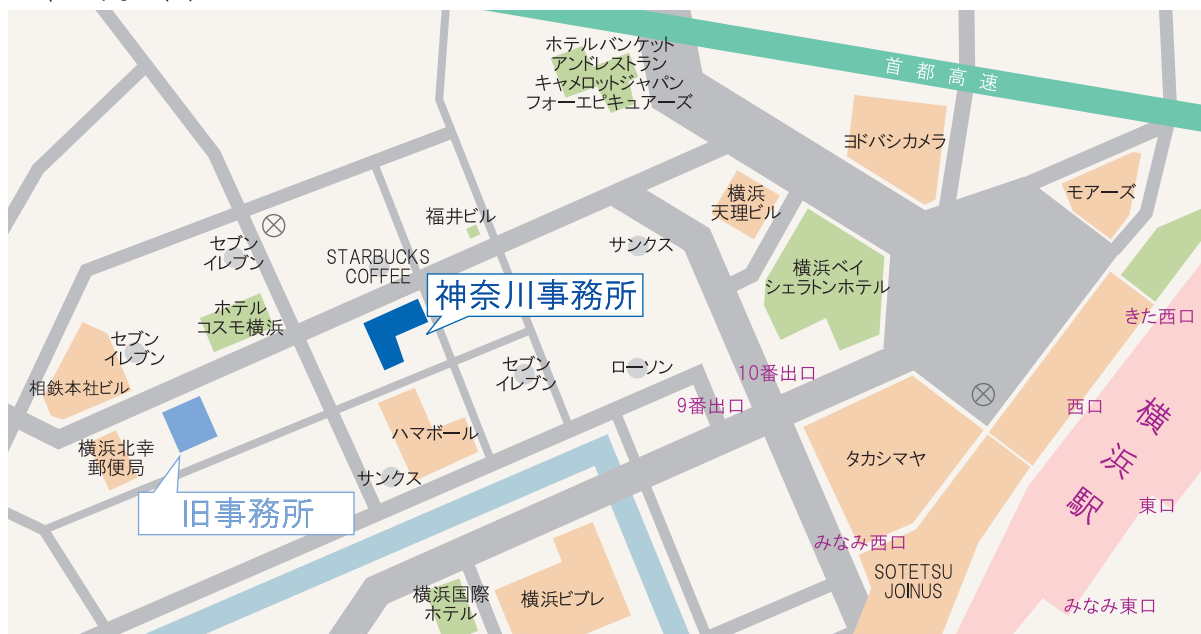 ホテルバンケット
アンドレストラン
キャメロットジャパン
フォーエピキュアーズ
首都高速
ヨドバシカメラ
モアーズ
横浜
天理ビル
福井ビル
サンクス
セブン
イレブン
STARBUCKS
COFFEE
横浜ベイ
シェラトンホテル
神奈川事務所
ホテル
コスモ横浜
きた西口
セブン
イレブン
相鉄本社ビル
セブン
イレブン
ローソン
10番出口
9番出口
西口
横浜駅
ハマボール
横浜北幸
郵便局
タカシマヤ
サンクス
旧事務所
東口
みなみ西口
SOTETSU
JOINUS
横浜国際
ホテル
横浜ビブレ
みなみ東口